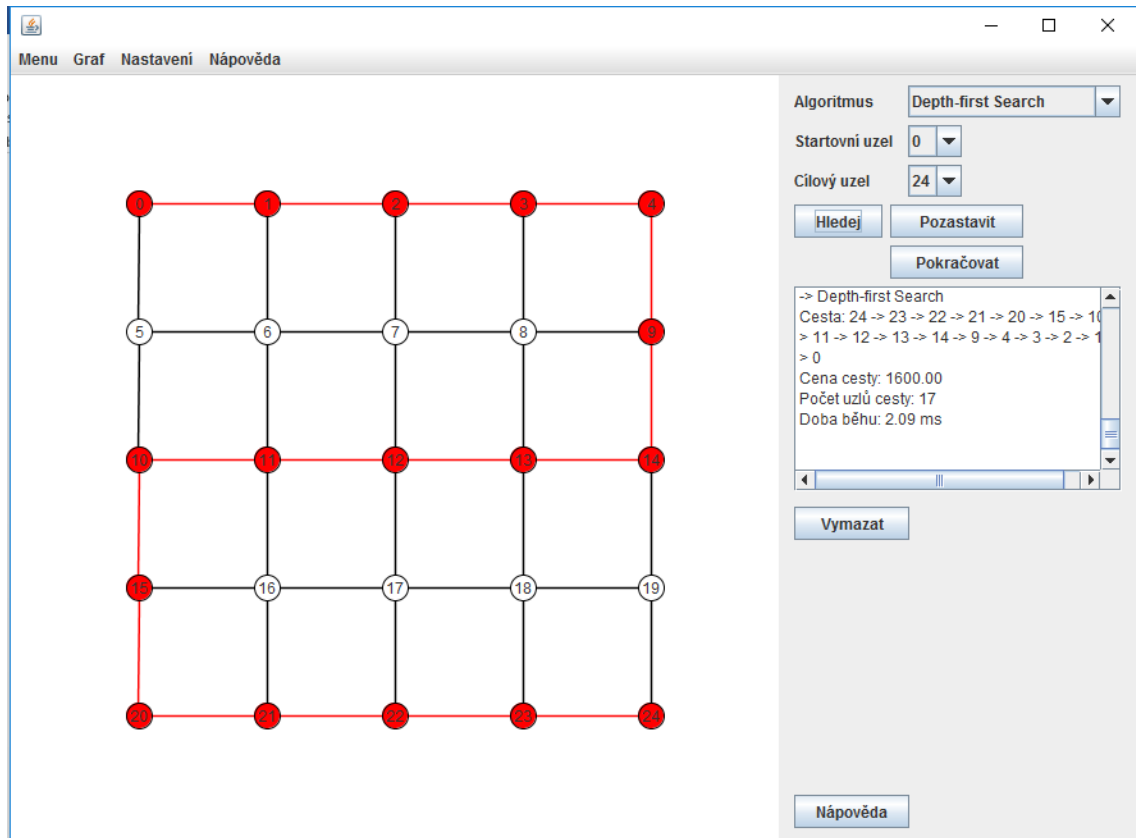 Menu Graf Nastavení Nápověda
Algoritmus Depth-first Search
Startovní uzel 0
Cílový uzel 24
Hledej Pozastavit
Pokračovat
-> Depth-first Search
Cesta: 24 -> 23 -> 22 -> 21 -> 20 -> 15 -> 10
> 11 -> 12 -> 13 -> 14 -> 9 -> 4 -> 3 -> 2 -> 1
> 0
Cena cesty: 1600.00
Počet uzlů cesty: 17
Doba běhu: 2.09 ms
Vymazat
Nápověda
0 1 2 3 4
5 6 7 8 9
10 11 12 13 14
15 16 17 18 19
20 21 22 23 24